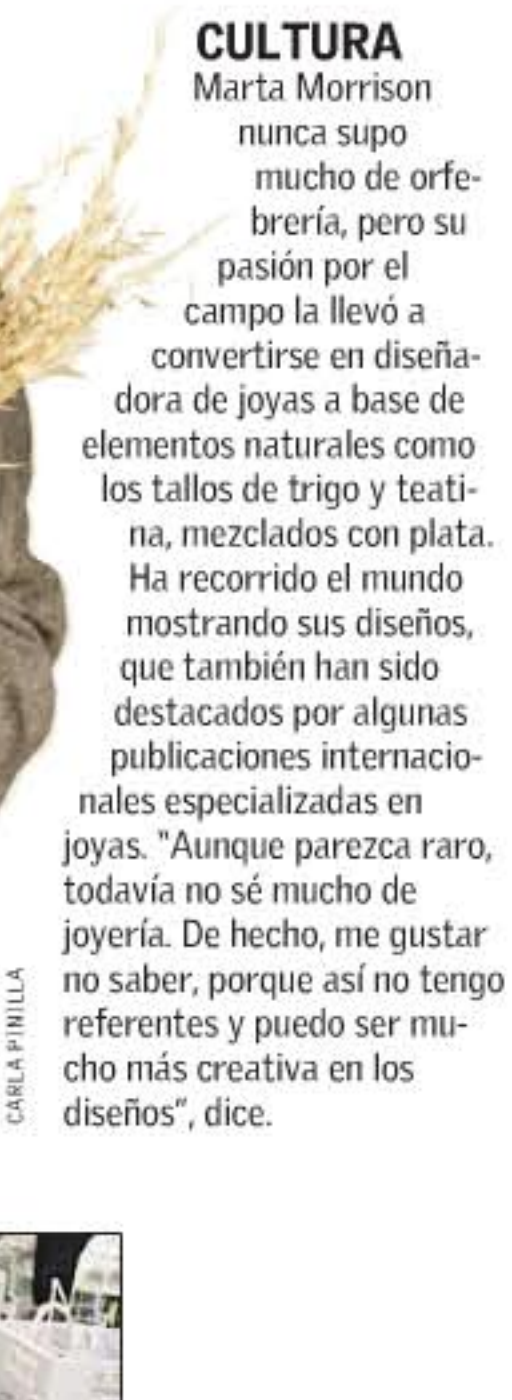 CULTURA
Marta Morrison
nunca supo
mucho de orfe-
brería, pero su
pasión por el
campo la llevó a
convertirse en diseña-
dora de joyas a base de
elementos naturales como
los tallos de trigo y teati-
na, mezclados con plata.
Ha recorrido el mundo
mostrando sus diseños,
que también han sido
destacados por algunas
publicaciones internacio-
nales especializadas en
joyas. "Aunque parezca raro,
todavía no sé mucho de
joyería. De hecho, me gustar
no saber, porque así no tengo
referentes y puedo ser mu-
cho más creativa en los
diseños", dice.
CARLA PINILLA